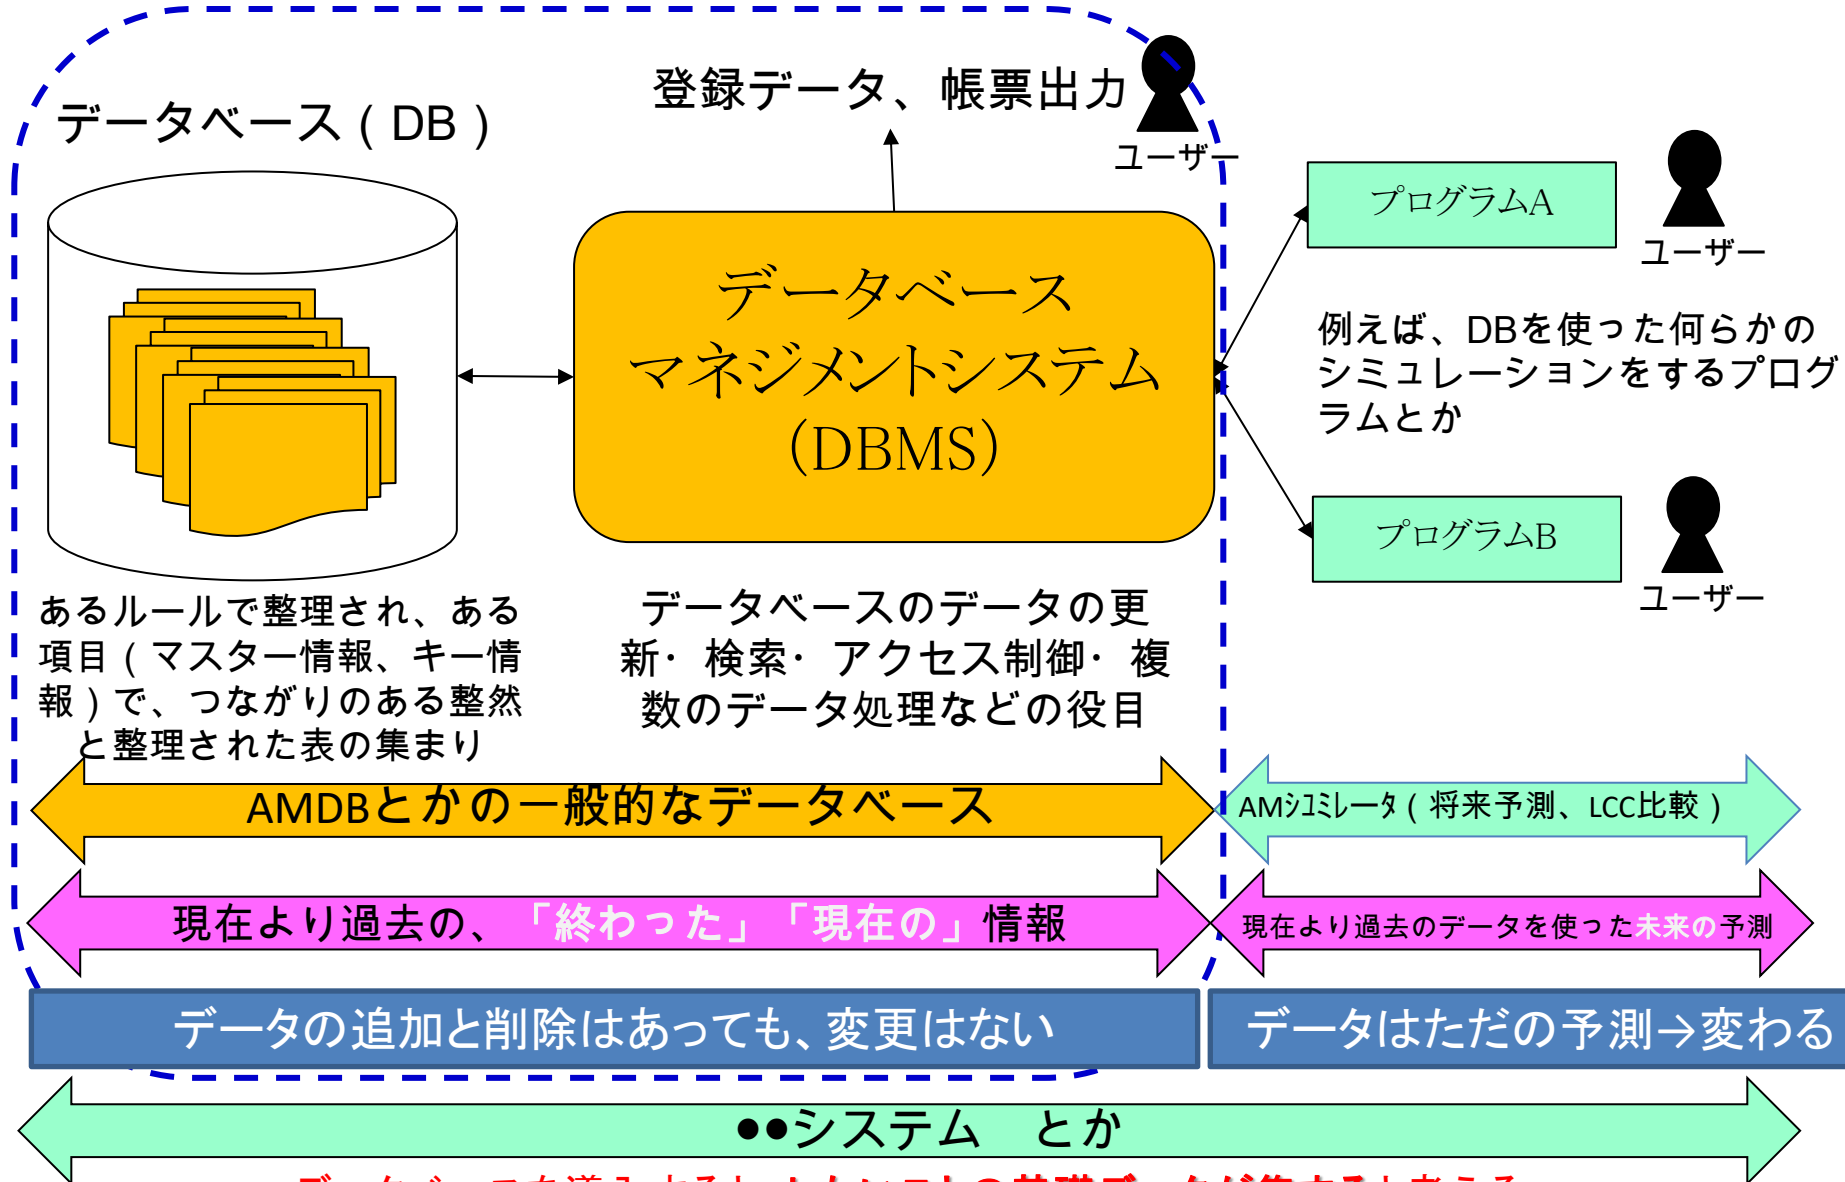 データベース（DB）
登録データ、帳票出力
ユーザー
プログラムA
ユーザー
データベース
マネジメントシステム
（DBMS）
例えば、DBを使った何らかの
シミュレーションをするプログ
ラムとか
プログラムB
ユーザー
あるルールで整理され、ある
項目（マスター情報、キー情
報）で、つながりのある整然
と整理された表の集まり
データベースのデータの更
新・検索・アクセス制御・複
数のデータ処理などの役目
AMDBとかの一般的なデータベース
AMｼﾕﾐﾚｰﾀ（将来予測、LCC比較）
現在より過去の、「終わった」「現在の」情報
現在より過去のデータを使った未来の予測
データの追加と削除はあっても、変更はない
データはただの予測→変わる
●●システム　とか